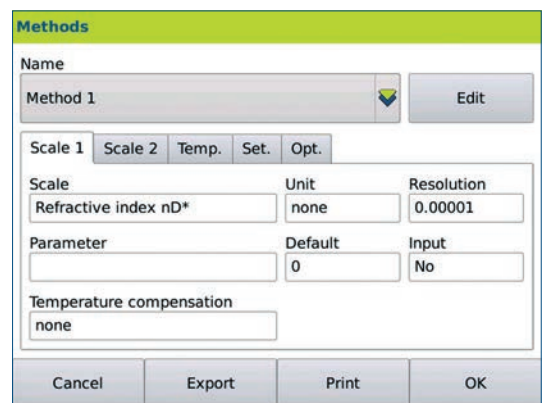 Methods
Name
Method 1
Edit
Scale 1 Scale 2 Temp. Set. Opt.
Scale Unit Resolution
Refractive index nD* none 0.00001
Parameter Default Input
0 No
Temperature compensation
none
Cancel Export Print OK